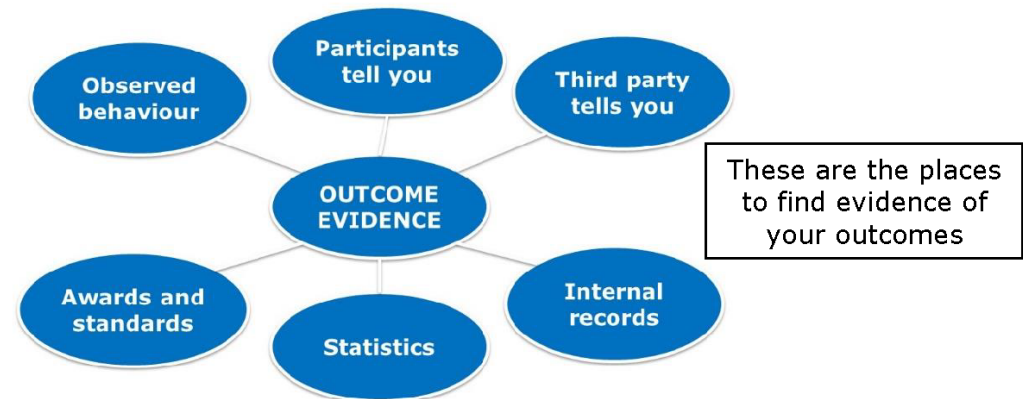 Participants
tell you
Observed
behaviour
Third party
tells you
OUTCOME
EVIDENCE
These are the places
to find evidence of
your outcomes
Awards and
standards
Statistics
Internal
records